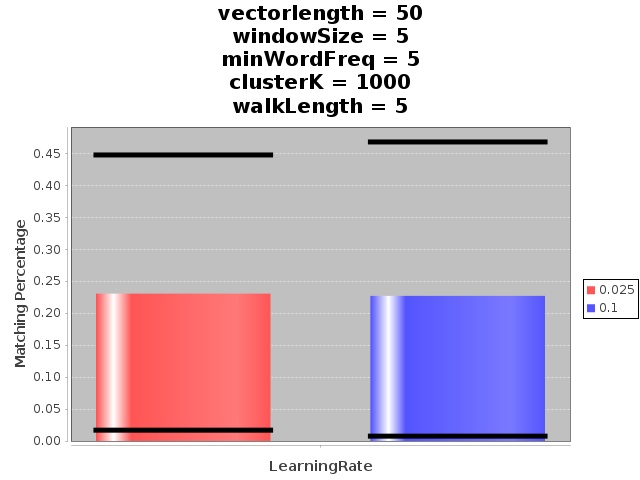 vectorlength = 50
windowSize = 5
minWordFreq = 5
clusterK = 1000
walkLength = 5
Matching Percentage
0.45
0.40
0.35
0.30
0.25
0.20
0.15
0.10
0.05
0.00
LearningRate
0.025
0.1